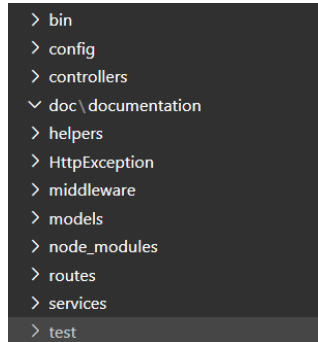 bin
config
controllers
doc\documentation
helpers
HttpException
middleware
models
node_modules
routes
services
test